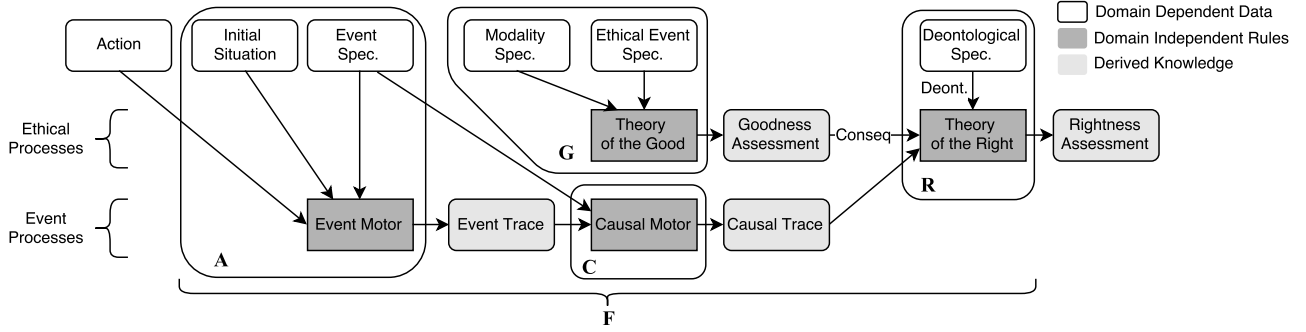 Action
Initial
Situation
Event
Spec.
Modality
Spec.
Ethical Event
Spec.
Deontological
Spec.
Domain Dependent Data
Domain Independent Rules
Derived Knowledge
Deont.
Ethical
Processes
Theory
of the Good
Goodness
Assessment
Conseq
Theory
of the Right
Rightness
Assessment
G
R
Event
Processes
Event Motor
Event Trace
Causal Motor
Causal Trace
A
C
F